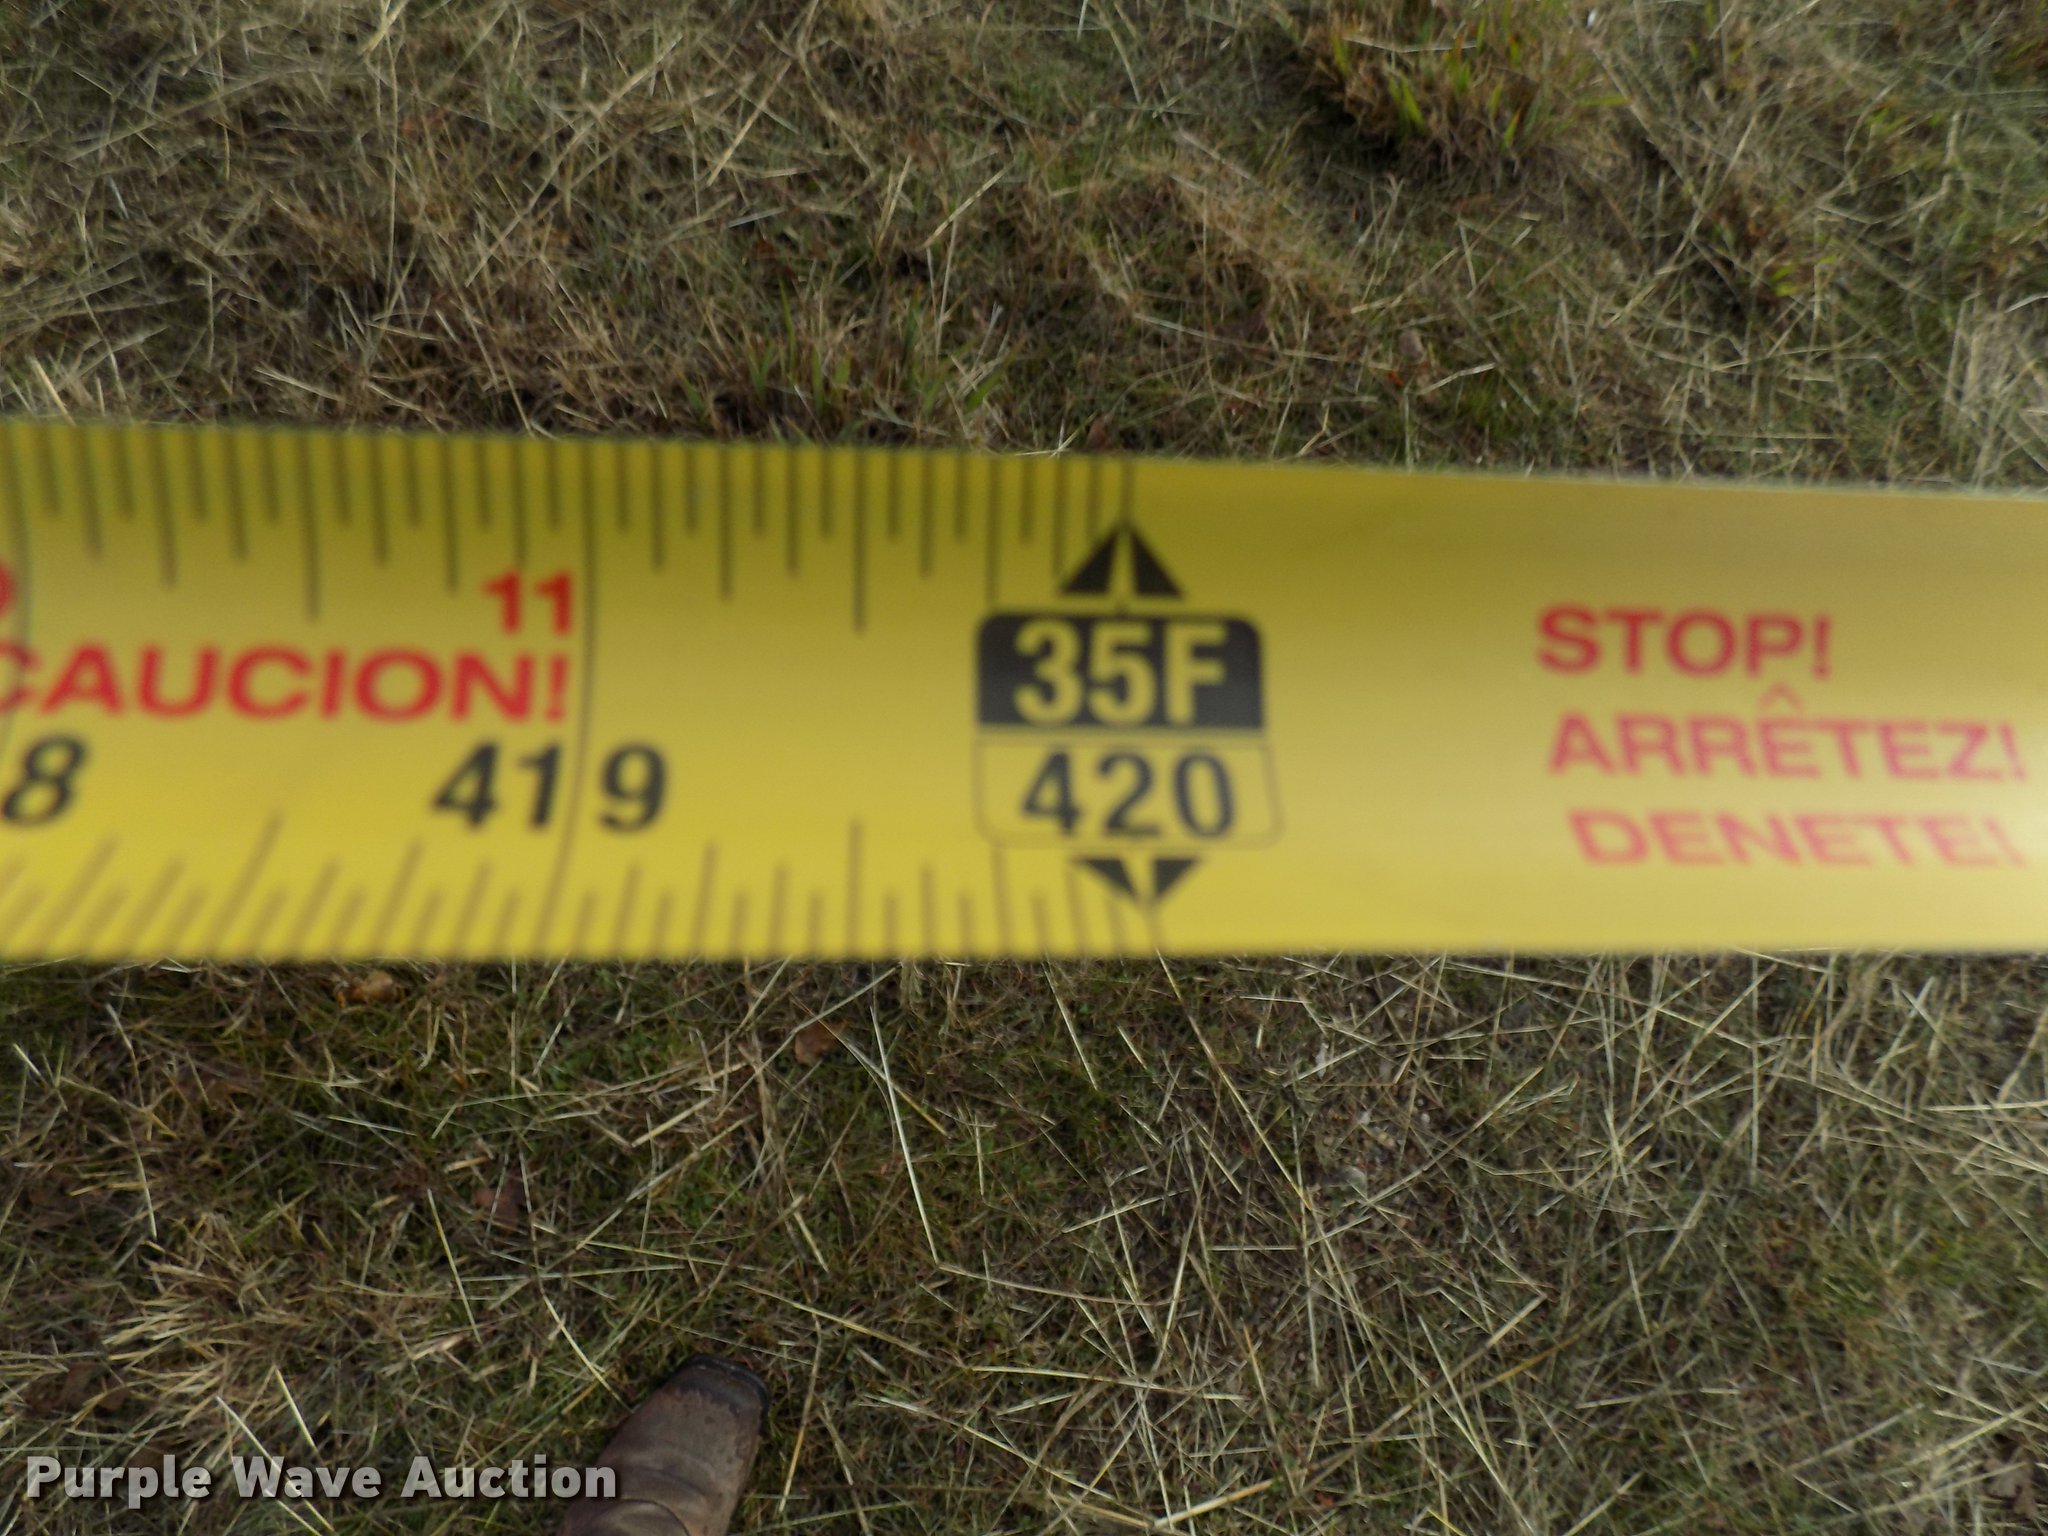 11
CAUCION!
8
419
35F
420
STOP!
ARRÊTEZ!
DENETE!
Purple Wave Auction